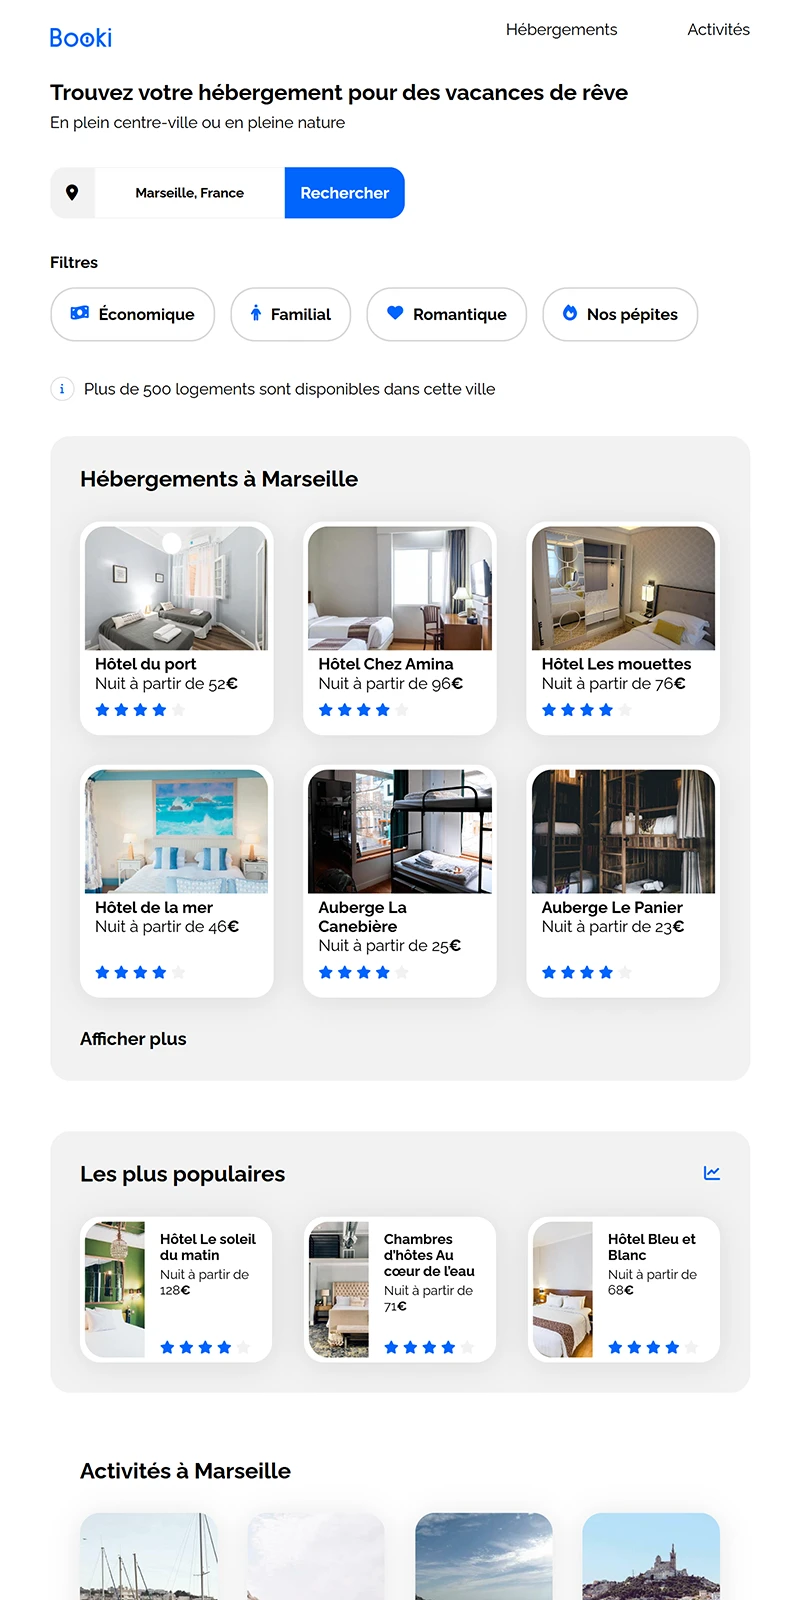 Booki
Hébergements
Activités
Trouvez votre hébergement pour des vacances de rêve
En plein centre-ville ou en pleine nature
Marseille, France
Rechercher
Filtres
Économique
Familial
Romantique
Nos pépites
Plus de 500 logements sont disponibles dans cette ville
Hébergements à Marseille
Hôtel du port
Nuit à partir de 52€
Hôtel Chez Amina
Nuit à partir de 96€
Hôtel Les mouettes
Nuit à partir de 76€
Hôtel de la mer
Nuit à partir de 46€
Auberge La
Canebière
Nuit à partir de 25€
Auberge Le Panier
Nuit à partir de 23€
Afficher plus
Les plus populaires
Hôtel Le soleil
du matin
Nuit à partir de
128€
Chambres
d'hôtes Au
cœur de l'eau
Nuit à partir de
71€
Hôtel Bleu et
Blanc
Nuit à partir de
68€
Activités à Marseille